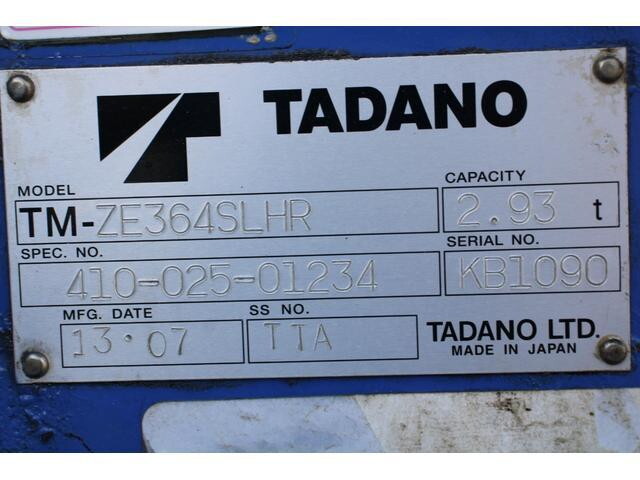 TADANO
MODEL
TM-ZE364SLHR
CAPACITY
2.93 t
SPEC. NO.
410-025-01234
SERIAL NO.
KB1090
MFG. DATE
13·07
SS NO.
TTA
TADANO LTD.
MADE IN JAPAN